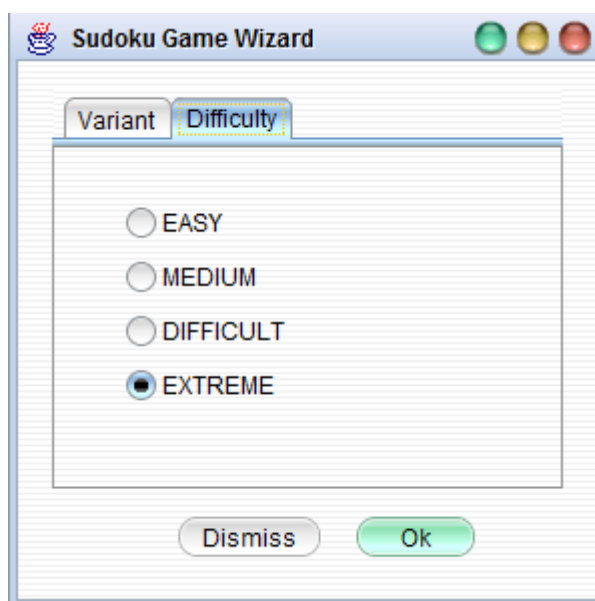 Sudoku Game Wizard
Variant Difficulty
EASY
MEDIUM
DIFFICULT
EXTREME
Dismiss Ok